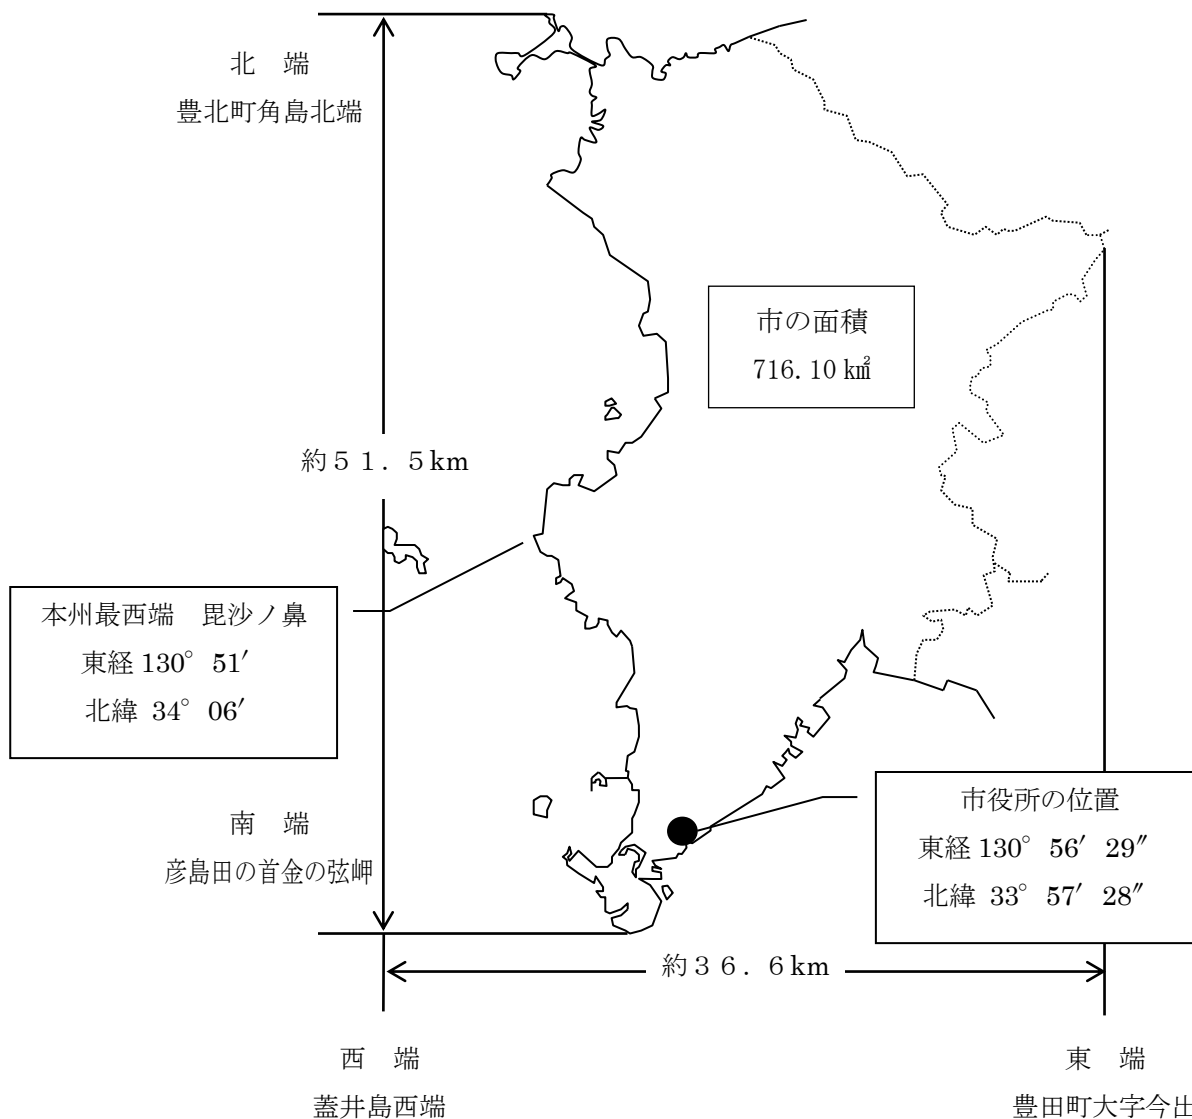 北　端
豊北町角島北端
市の面積
716.10 ㎢
約５１．５km
本州最西端　毘沙ノ鼻
東経 130° 51′
北緯 34° 06′
市役所の位置
東経 130° 56′ 29″
北緯 33° 57′ 28″
南　端
彦島田の首金の弦岬
約３６．６km
西　端
蓋井島西端
東　端
豊田町大字今出